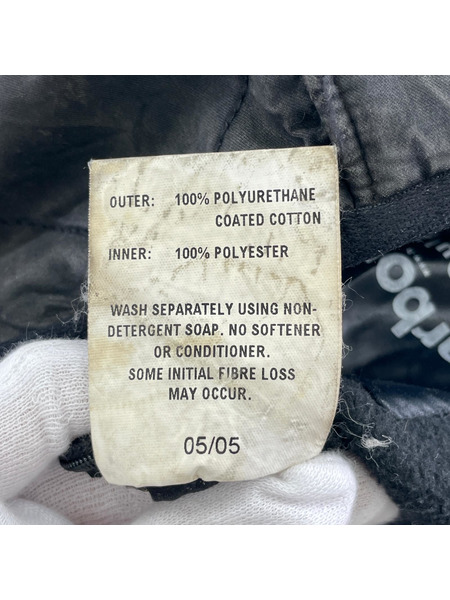 OUTER: 100% POLYURETHANE
COATED COTTON
INNER: 100% POLYESTER
WASH SEPARATELY USING NON-
DETERGENT SOAP. NO SOFTENER
OR CONDITIONER.
SOME INITIAL FIBRE LOSS
MAY OCCUR.
05/05